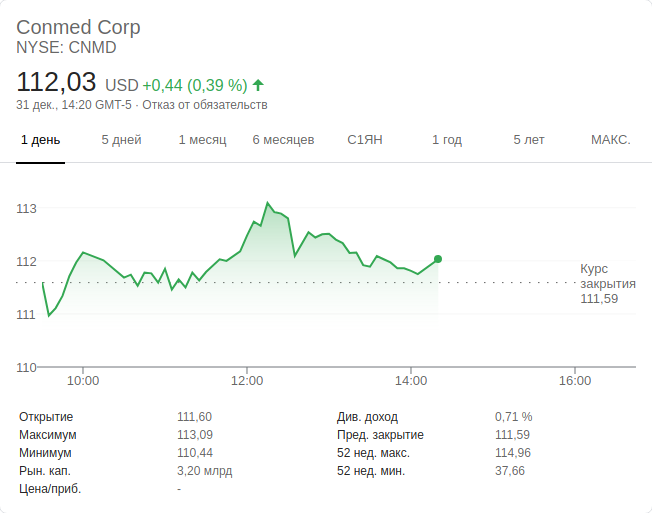 Conmed Corp
NYSE: CNMD
112,03 USD +0,44 (0,39 %)
31 дек., 14:20 GMT-5 · Отказ от обязательств
1 день 5 дней 1 месяц 6 месяцев С1ЯН 1 год 5 лет МАКС.
113
112
111
110
Курс
закрытия
111,59
10:00 12:00 14:00 16:00
Открытие 111,60 Див. доход 0,71 %
Максимум 113,09 Пред. закрытие 111,59
Минимум 110,44 52 нед. макс. 114,96
Рын. кап. 3,20 млрд 52 нед. мин. 37,66
Цена/приб. -